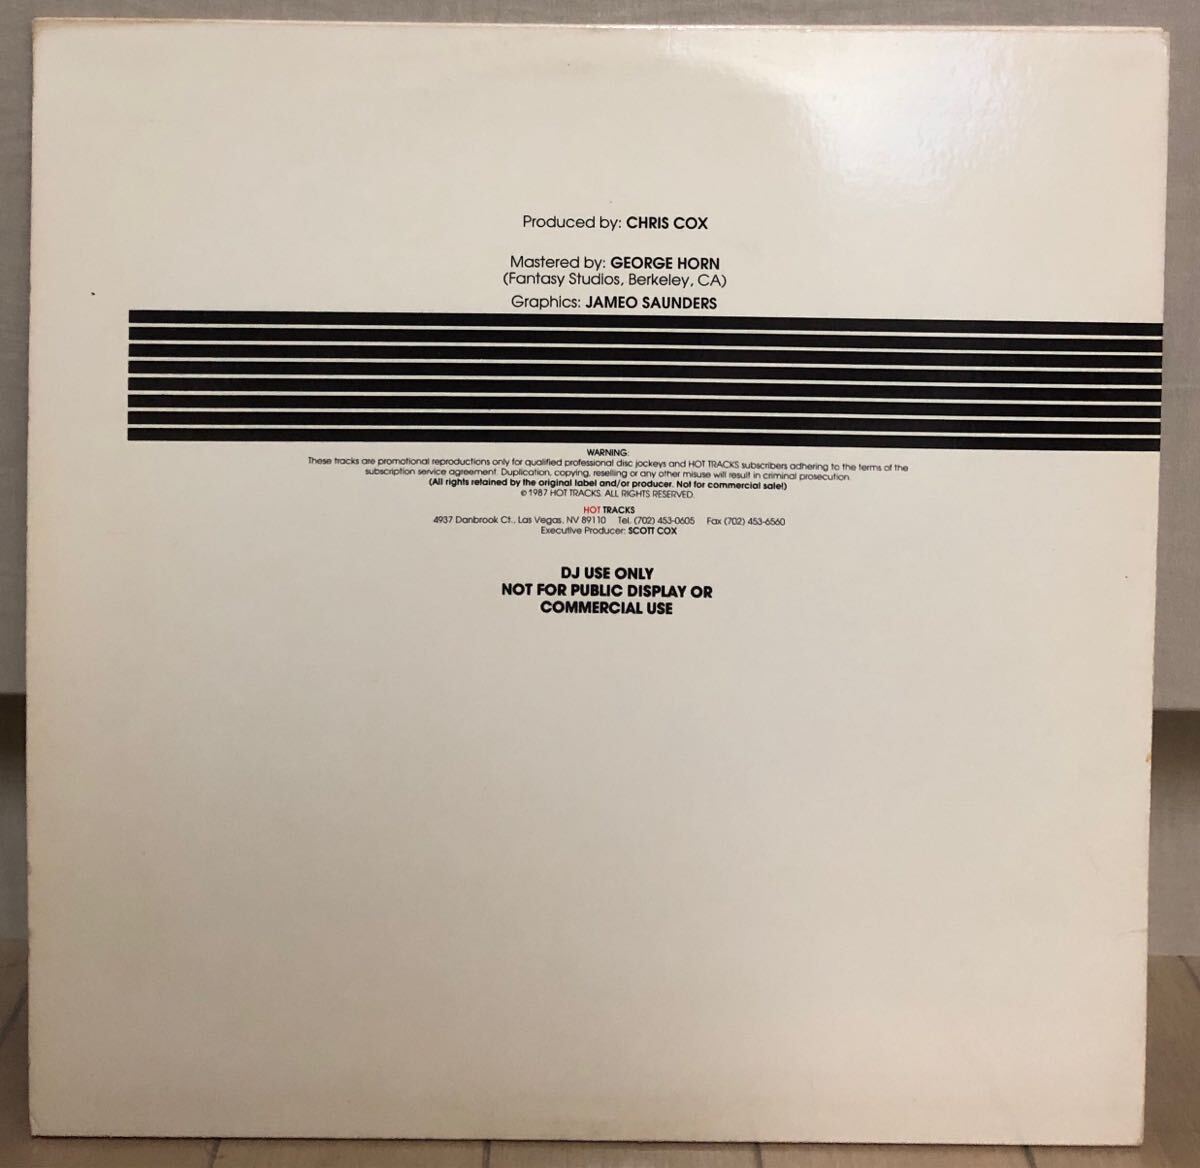 Produced by: CHRIS COX
Mastered by: GEORGE HORN
(Fantasy Studios, Berkeley, CA)
Graphics: JAMEO SAUNDERS
WARNING:
These tracks are promotional reproductions only for qualified professional disc jockeys and HOT TRACKS subscribers adhering to the terms of the
subscription service agreement. Duplication, copying, reselling or any other misuse will result in criminal prosecution.
(All rights retained by the original label and/or producer. Not for commercial sale!)
© 1987 HOT TRACKS. ALL RIGHTS RESERVED.
HOT TRACKS
4937 Danbrook Ct., Las Vegas, NV 89110 Tel. (702) 453-0605 Fax (702) 453-6560
Executive Producer: SCOTT COX
DJ USE ONLY
NOT FOR PUBLIC DISPLAY OR
COMMERCIAL USE